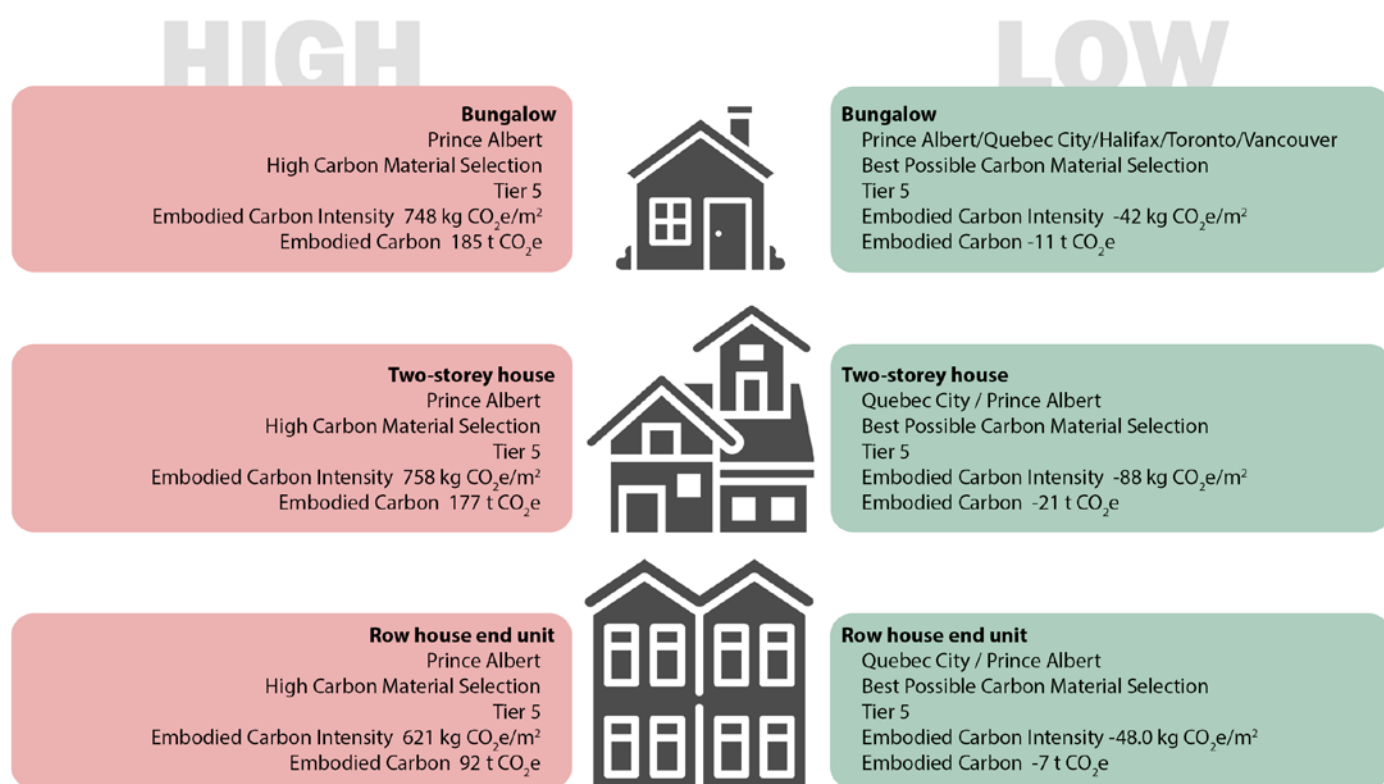 HIGH
LOW
Bungalow
Prince Albert
High Carbon Material Selection
Tier 5
Embodied Carbon Intensity 748 kg CO₂e/m²
Embodied Carbon 185 t CO₂e
Bungalow
Prince Albert/Quebec City/Halifax/Toronto/Vancouver
Best Possible Carbon Material Selection
Tier 5
Embodied Carbon Intensity -42 kg CO₂e/m²
Embodied Carbon -11 t CO₂e
Two-storey house
Prince Albert
High Carbon Material Selection
Tier 5
Embodied Carbon Intensity 758 kg CO₂e/m²
Embodied Carbon 177 t CO₂e
Two-storey house
Quebec City / Prince Albert
Best Possible Carbon Material Selection
Tier 5
Embodied Carbon Intensity -88 kg CO₂e/m²
Embodied Carbon -21 t CO₂e
Row house end unit
Prince Albert
High Carbon Material Selection
Tier 5
Embodied Carbon Intensity 621 kg CO₂e/m²
Embodied Carbon 92 t CO₂e
Row house end unit
Quebec City / Prince Albert
Best Possible Carbon Material Selection
Tier 5
Embodied Carbon Intensity -48.0 kg CO₂e/m²
Embodied Carbon -7 t CO₂e